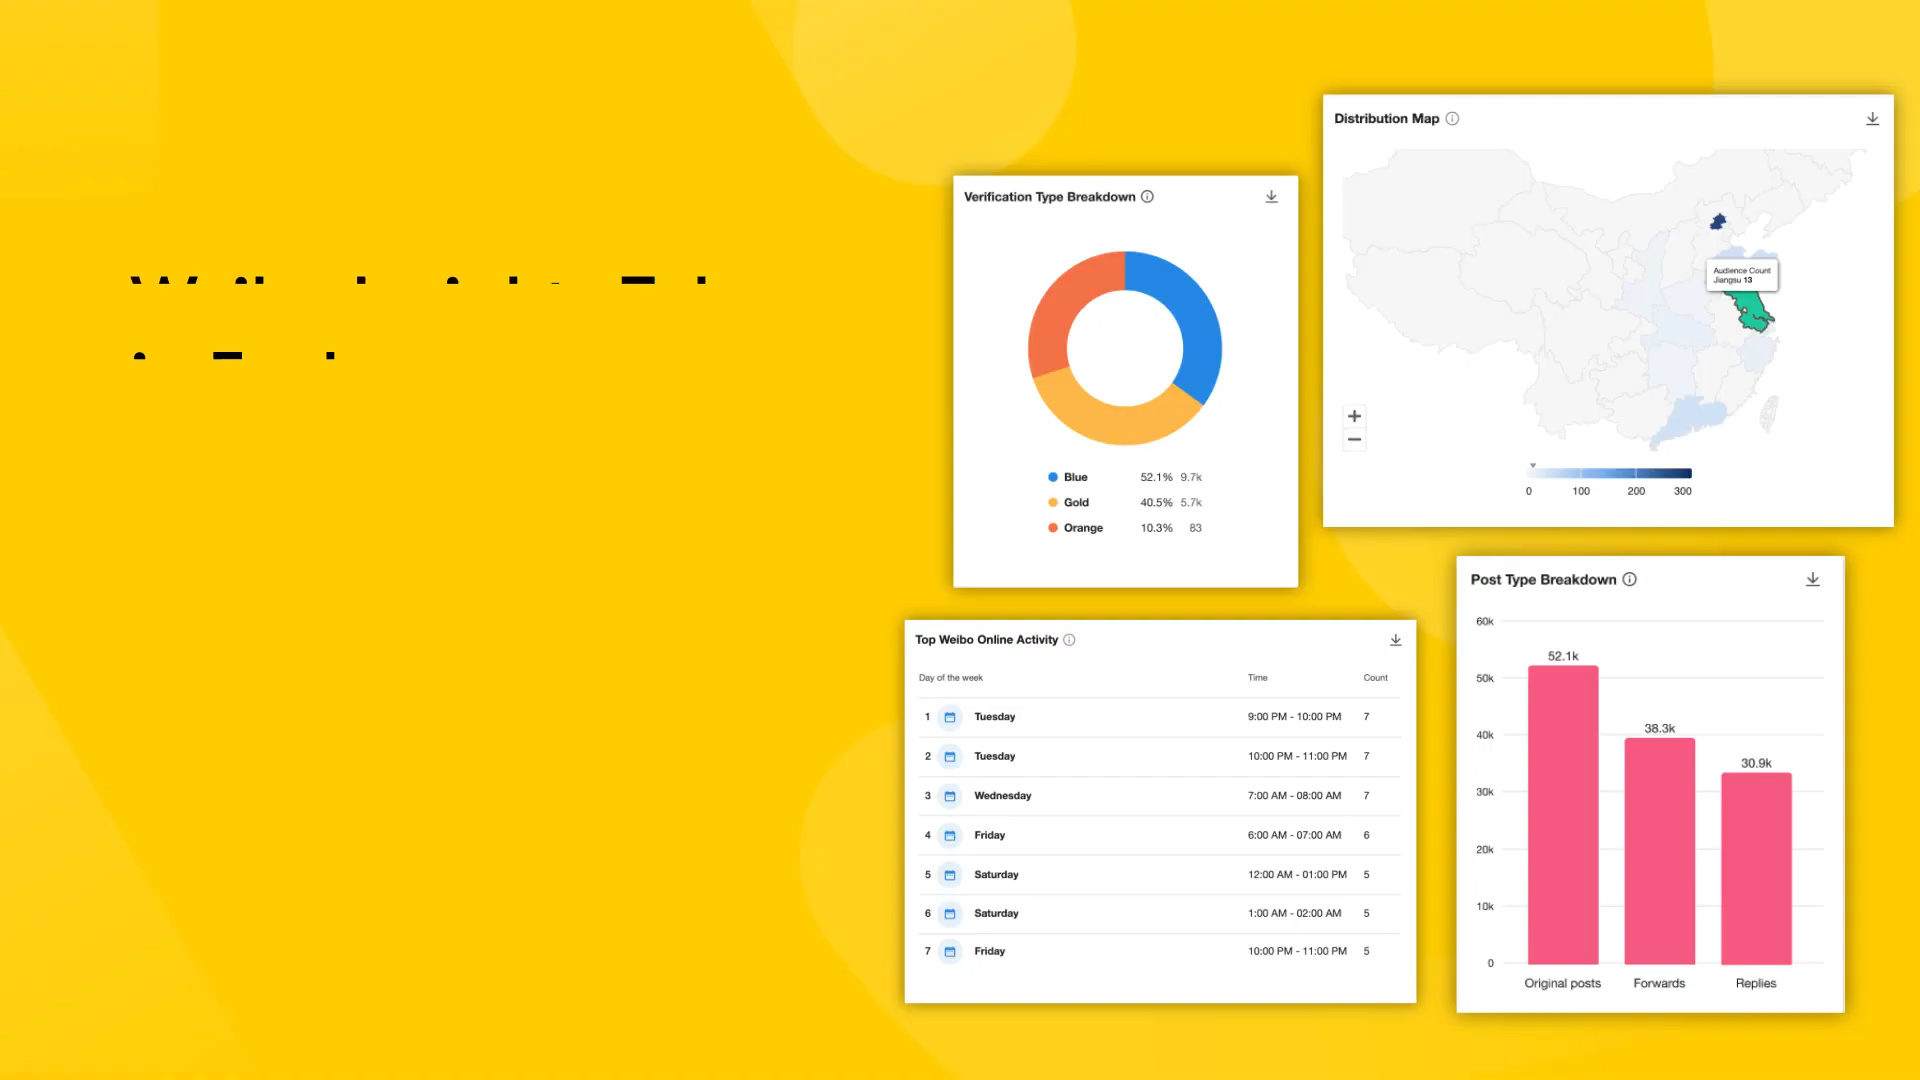 Distribution Map
Audience Count
Jiangsu 13
0 100 200 300
Verification Type Breakdown
Blue 52.1% 9.7k
Gold 40.5% 5.7k
Orange 10.3% 83
Top Weibo Online Activity
Day of the week Time Count
1 Tuesday 9:00 PM - 10:00 PM 7
2 Tuesday 10:00 PM - 11:00 PM 7
3 Wednesday 7:00 AM - 08:00 AM 7
4 Friday 6:00 AM - 07:00 AM 6
5 Saturday 12:00 AM - 01:00 PM 5
6 Saturday 1:00 AM - 02:00 AM 5
7 Friday 10:00 PM - 11:00 PM 5
Post Type Breakdown
60k
52.1k
50k
38.3k
40k
30.9k
30k
20k
10k
0
Original posts Forwards Replies